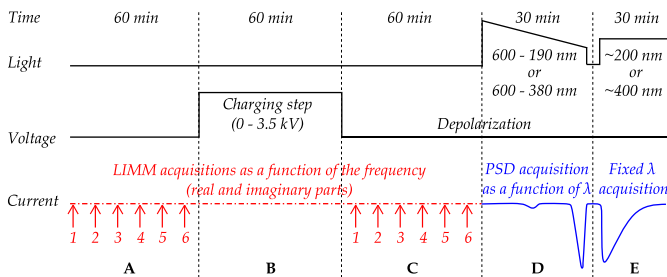 Time 60 min 60 min 60 min 30 min 30 min
Light
600 - 190 nm
or
600 - 380 nm
~200 nm
or
~400 nm
Charging step
(0 - 3.5 kV)
Voltage
Depolarization
LIMM acquisitions as a function of the frequency
(real and imaginary parts)
PSD acquisition
as a function of λ
Fixed λ
acquisition
Current
1 2 3 4 5 6 1 2 3 4 5 6
A B C D E